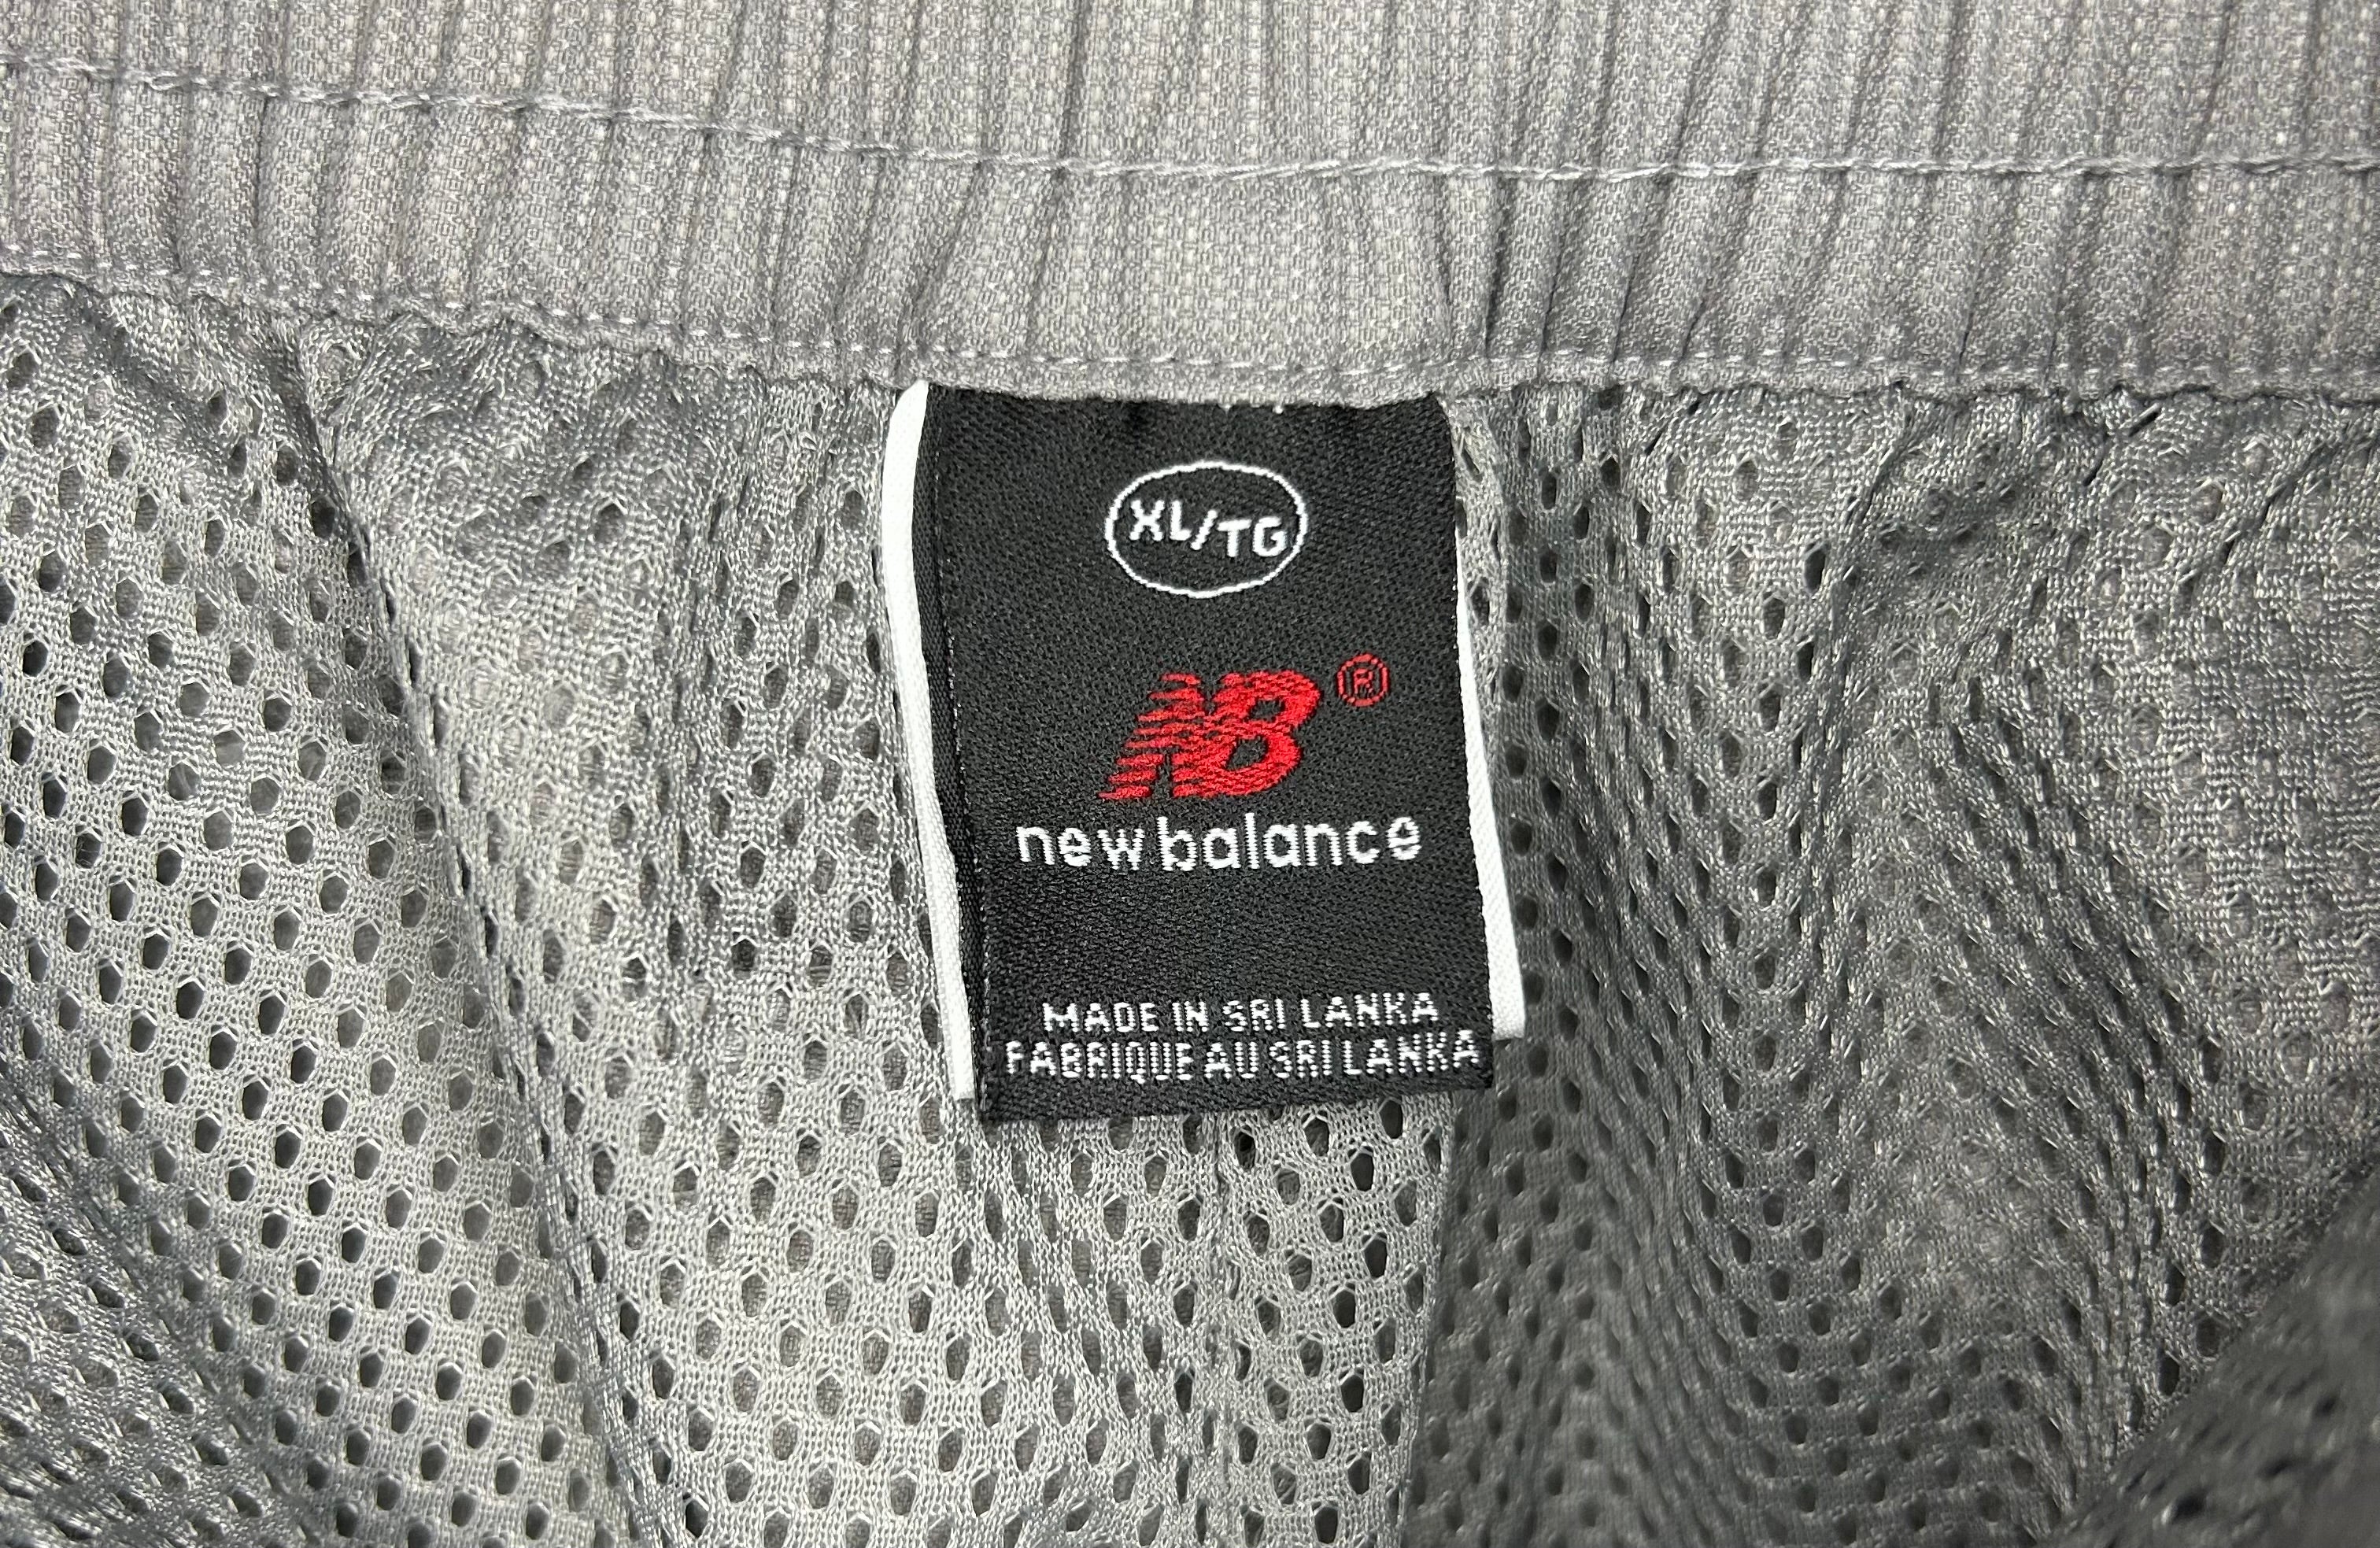 XL/TG
NB®
new balance
MADE IN SRI LANKA
FABRIQUE AU SRI LANKA